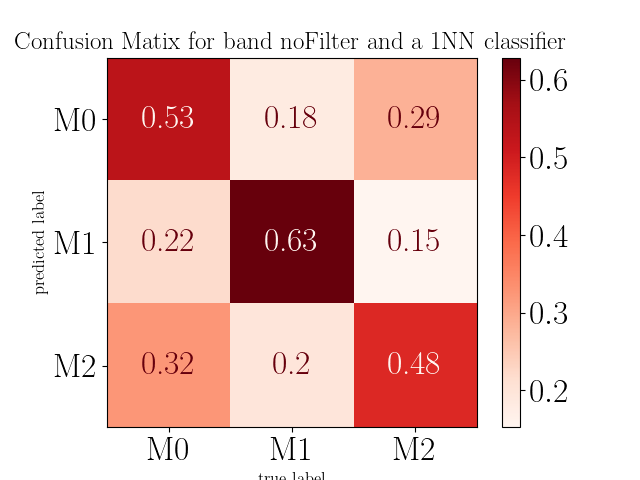 Confusion Matix for band noFilter and a 1NN classifier
M0 0.53 0.18 0.29
M1 0.22 0.63 0.15
M2 0.32 0.2 0.48
M0 M1 M2
predicted label
true label
0.6
0.5
0.4
0.3
0.2